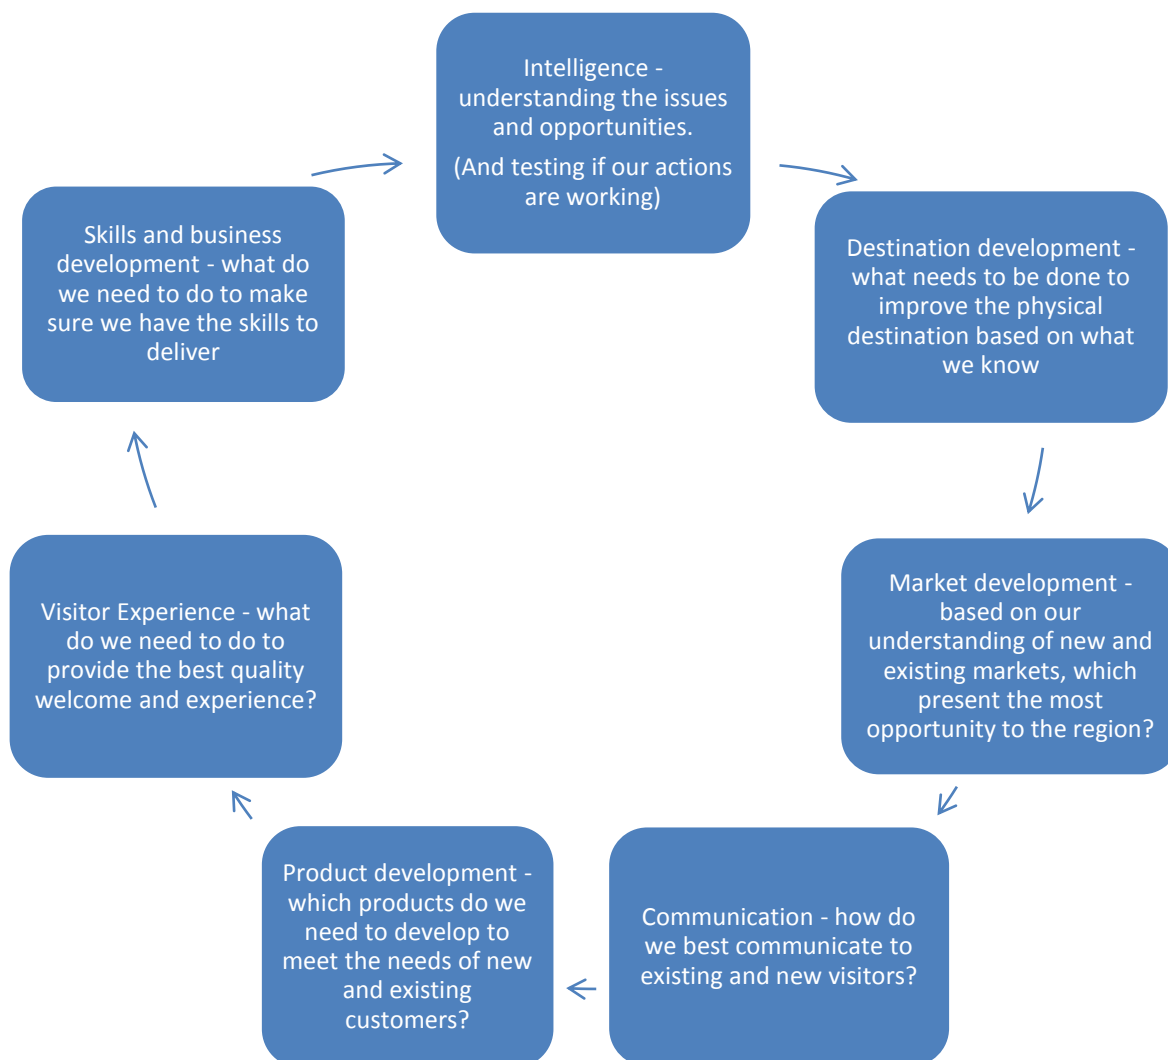 Intelligence -
understanding the issues
and opportunities.
(And testing if our actions
are working)
Destination development -
what needs to be done to
improve the physical
destination based on what
we know
Market development -
based on our
understanding of new and
existing markets, which
present the most
opportunity to the region?
Communication - how do
we best communicate to
existing and new visitors?
Product development -
which products do we
need to develop to
meet the needs of new
and existing
customers?
Visitor Experience - what
do we need to do to
provide the best quality
welcome and experience?
Skills and business
development - what do
we need to do to make
sure we have the skills to
deliver